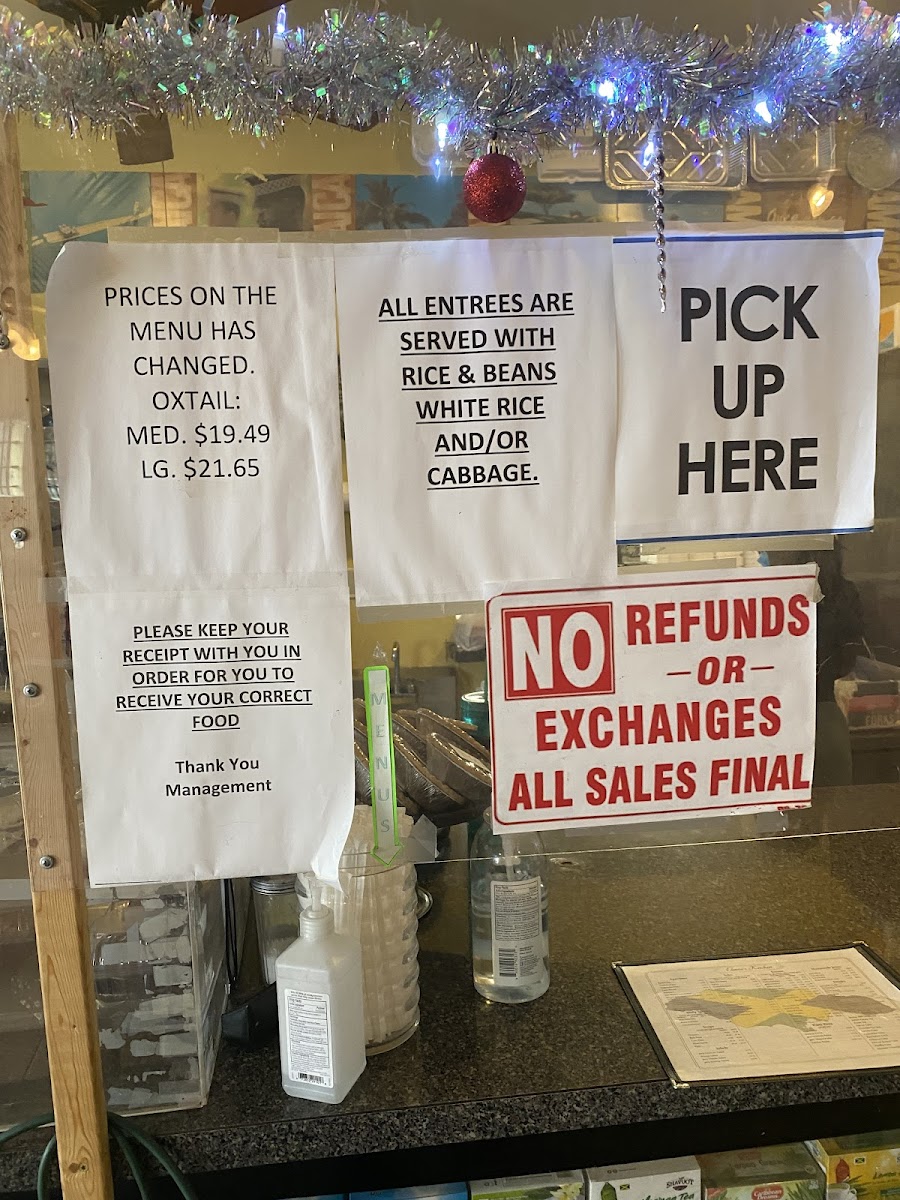 PRICES ON THE
MENU HAS
CHANGED.
OXTAIL:
MED. $19.49
LG. $21.65
ALL ENTREES ARE
SERVED WITH
RICE & BEANS
WHITE RICE
AND/OR
CABBAGE.
PICK
UP
HERE
PLEASE KEEP YOUR
RECEIPT WITH YOU IN
ORDER FOR YOU TO
RECEIVE YOUR CORRECT
FOOD
Thank You
Management
MENUS
NO REFUNDS
-OR-
EXCHANGES
ALL SALES FINAL